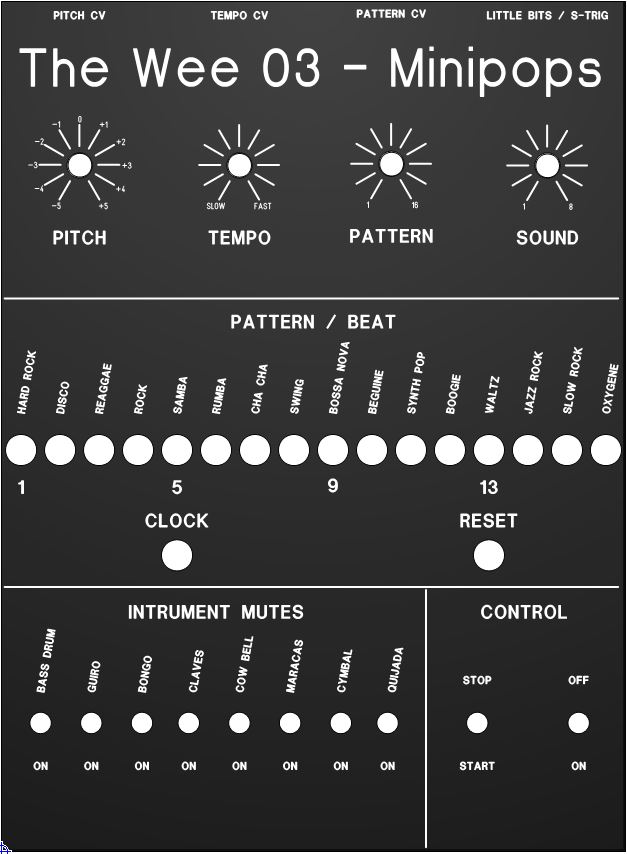 PITCH CV TEMPO CV PATTERN CV LITTLE BITS / S-TRIG
The Wee 03 - Minipops
-5 -4 -3 -2 -1 0 +1 +2 +3 +4 +5
SLOW FAST
1 16
1 8
PITCH TEMPO PATTERN SOUND
PATTERN / BEAT
HARD ROCK
DISCO
REAGGAE
ROCK
SAMBA
RUMBA
CHA CHA
SWING
BOSSA NOVA
BEGUINE
SYNTH POP
BOOGIE
WALTZ
JAZZ ROCK
SLOW ROCK
OXYGENE
1 5 9 13
CLOCK RESET
INTRUMENT MUTES
BASS DRUM
GUIRO
BONGO
CLAVES
COW BELL
MARACAS
CYMBAL
QUIJADA
ON ON ON ON ON ON ON ON
CONTROL
STOP OFF
START ON